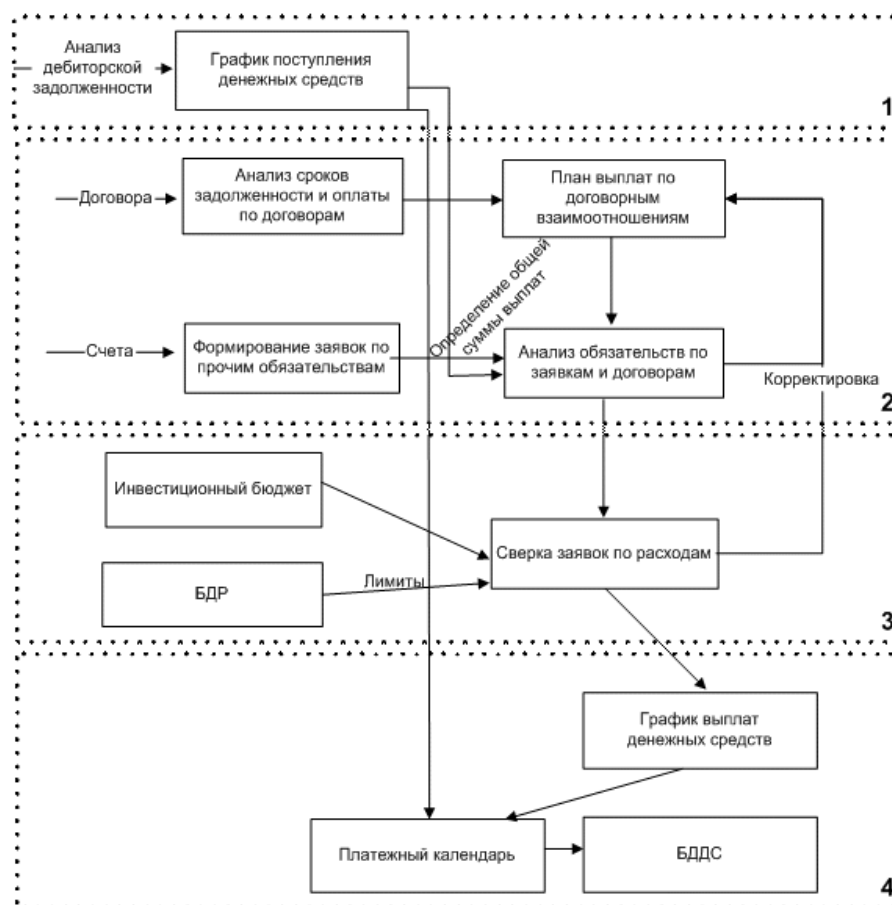 Анализ
дебиторской
задолженности
График поступления
денежных средств
1
Договора
Анализ сроков
задолженности и оплаты
по договорам
План выплат по
договорным
взаимоотношениям
Определение общей
суммы выплат
Счета
Формирование заявок по
прочим обязательствам
Анализ обязательств по
заявкам и договорам
Корректировка
2
Инвестиционный бюджет
Сверка заявок по расходам
БДР
Лимиты
3
График выплат
денежных средств
Платежный календарь
БДДС
4